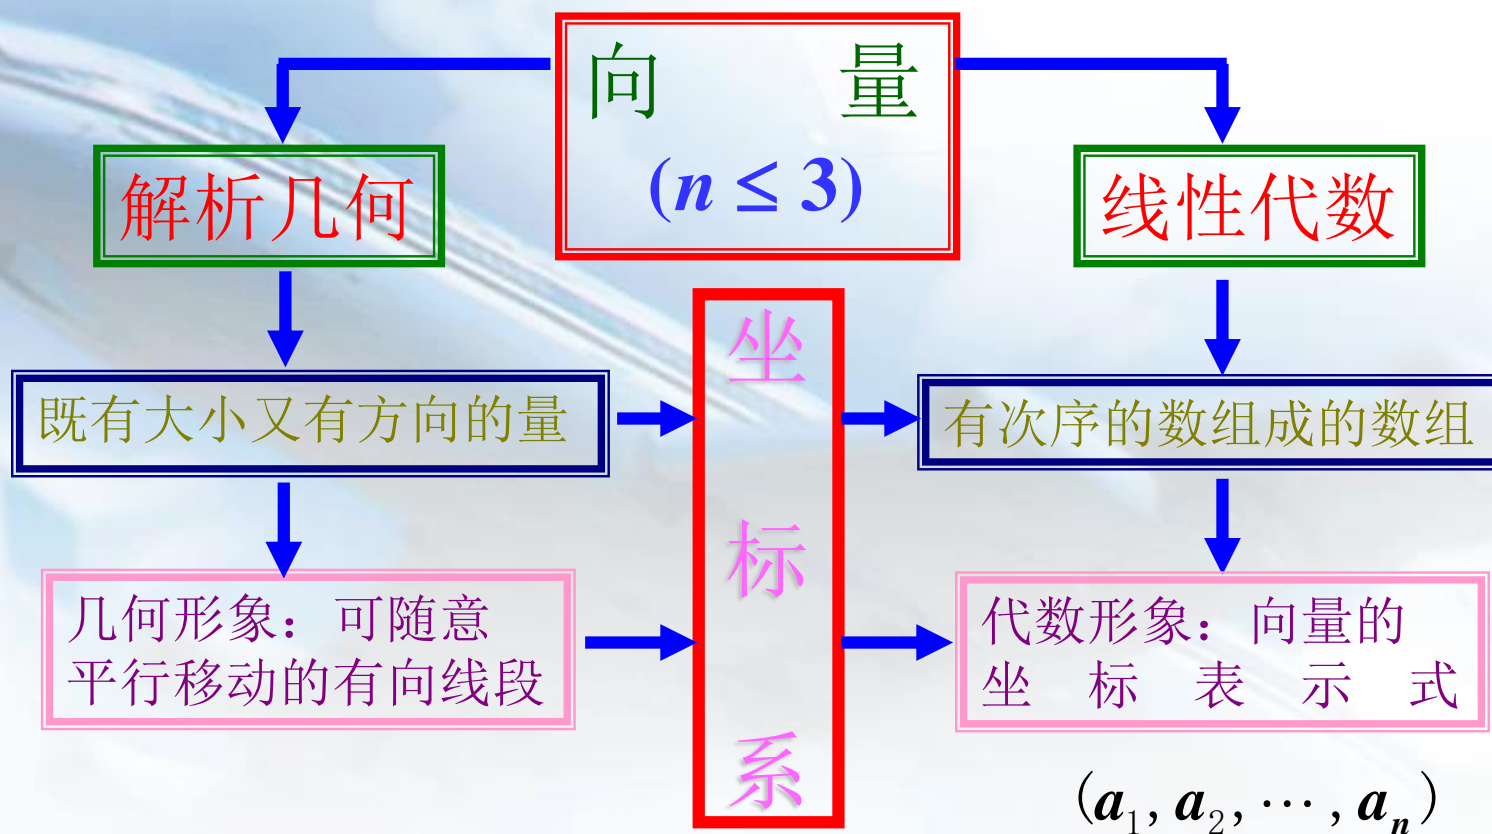 向 量
(n ≤ 3)
解析几何
线性代数
坐
标
系
既有大小又有方向的量
有次序的数组成的数组
几何形象：可随意
平行移动的有向线段
代数形象：向量的
坐 标 表 示 式
(a₁, a₂, ⋯, aₙ)